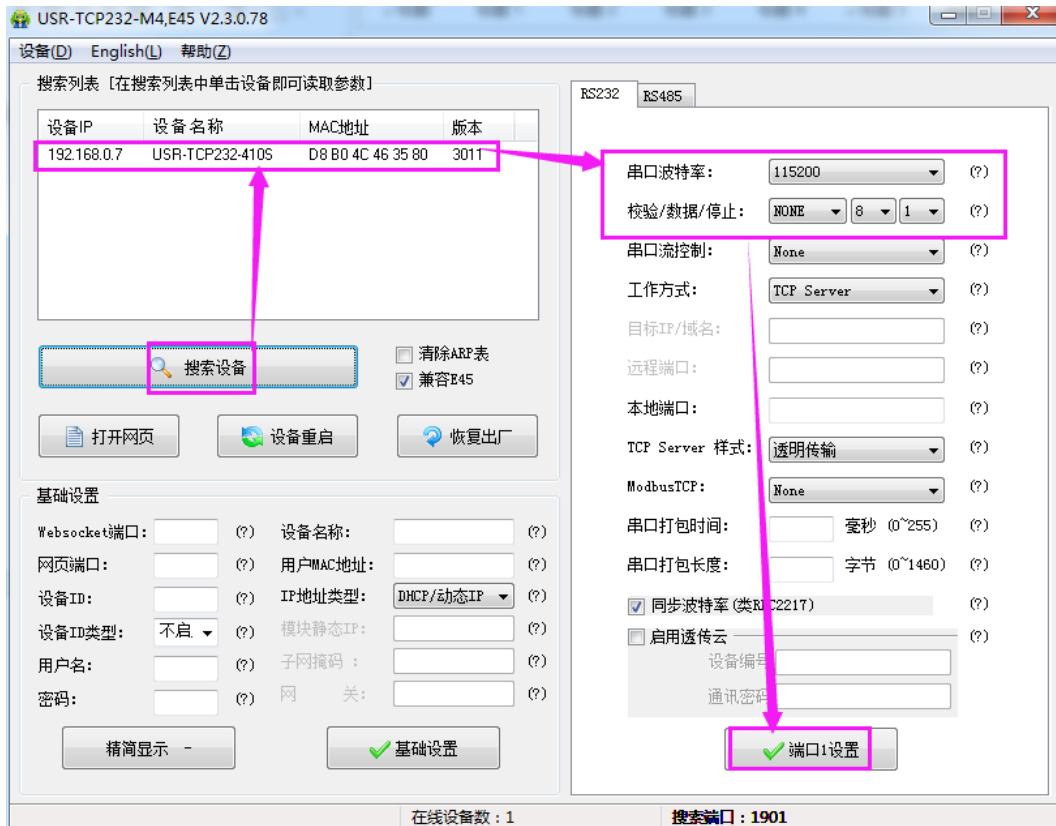 USR-TCP232-M4,E45 V2.3.0.78
设备(D) English(L) 帮助(Z)
搜索列表 [在搜索列表中单击设备即可读取参数]
设备IP 设备名称 MAC地址 版本
192.168.0.7 USR-TCP232-410S D8 B0 4C 46 35 80 3011
搜索设备
清除ARP表
兼容E45
打开网页 设备重启 恢复出厂
基础设置
Websocket端口: (?) 设备名称: (?)
网页端口: (?) 用户MAC地址: (?)
设备ID: (?) IP地址类型: DHCP/动态IP (?)
设备ID类型: 不启 (?) 模块静态IP: (?)
用户名: (?) 子网掩码 : (?)
密码: (?) 网 关: (?)
精简显示 - 基础设置
RS232 RS485
串口波特率: 115200 (?)
校验/数据/停止: NONE 8 1 (?)
串口流控制: None (?)
工作方式: TCP Server (?)
目标IP/域名: (?)
远程端口: (?)
本地端口: (?)
TCP Server 样式: 透明传输 (?)
ModbusTCP: None (?)
串口打包时间: 毫秒 (0~255) (?)
串口打包长度: 字节 (0~1460) (?)
同步波特率(类RFC2217) (?)
启用透传云 (?)
设备编号
通讯密码
端口1设置
在线设备数:1 搜索端口:1901